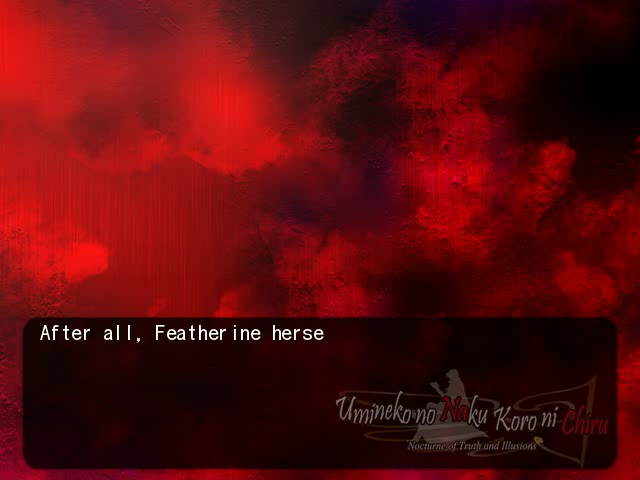 After all, Featherine herse
Umineko no Naku Koro ni Chiru
Nocturne of Truth and Illusions